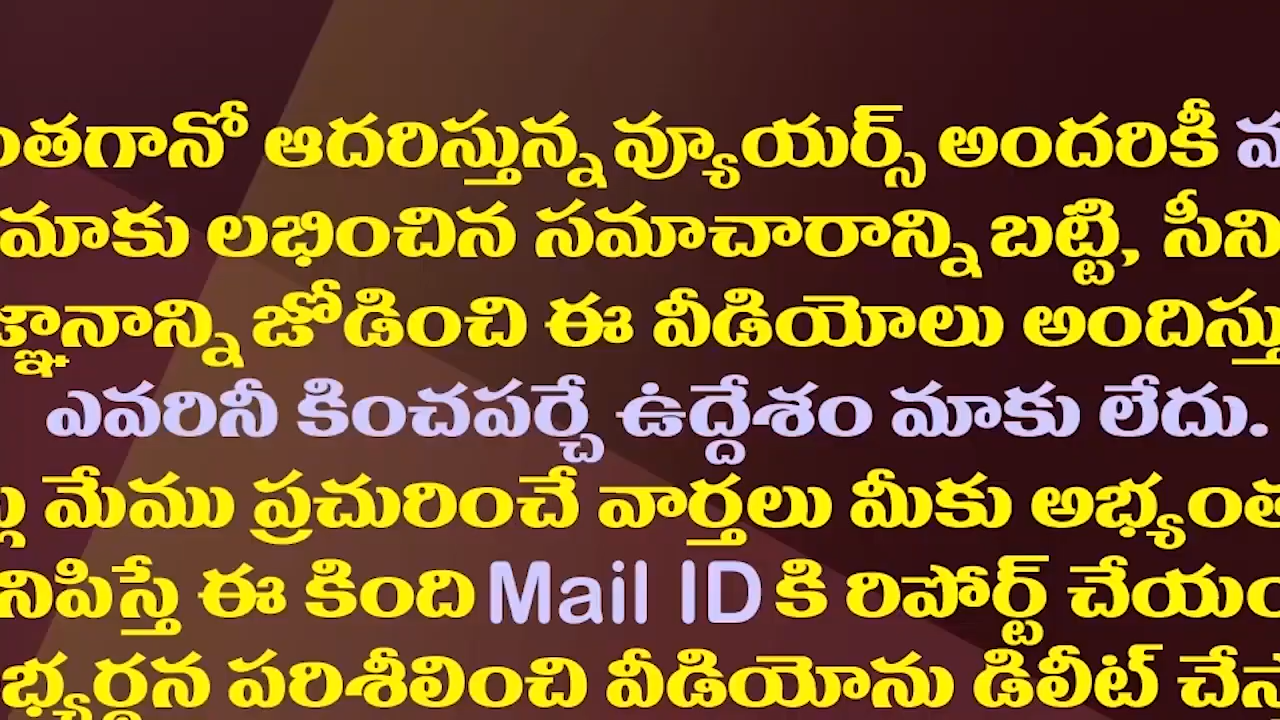 ంతగానో ఆదరిస్తున్న వ్యూయర్స్ అందరికీ
మాకు లభించిన సమాచారాన్ని బట్టి, సీని
జ్ఞానాన్ని జోడించి ఈ వీడియోలు అందిస్తు
ఎవరినీ కించపర్చే ఉద్దేశం మాకు లేదు.
మేము ప్రచురించే వార్తలు మీకు అభ్యంత
నిపిస్తే ఈ కింది Mail ID కి రిపోర్ట్ చేయం
భ్యర్థన పరిశీలించి వీడియోను డిలీట్ చేస